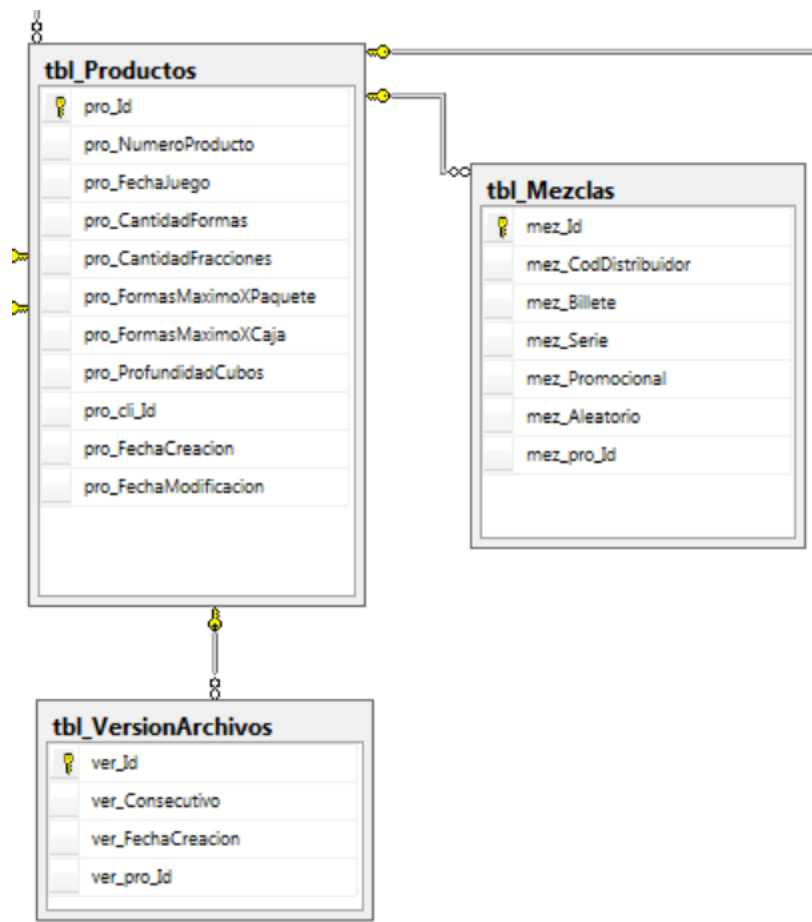 tbl_Productos
pro_Id
pro_NumeroProducto
pro_FechaJuego
pro_CantidadFormas
pro_CantidadFracciones
pro_FormasMaximoXPaquete
pro_FormasMaximoXCaja
pro_ProfundidadCubos
pro_cli_Id
pro_FechaCreacion
pro_FechaModificacion
tbl_Mezclas
mez_Id
mez_CodDistribuidor
mez_Billete
mez_Serie
mez_Promocional
mez_Aleatorio
mez_pro_Id
tbl_VersionArchivos
ver_Id
ver_Consecutivo
ver_FechaCreacion
ver_pro_Id